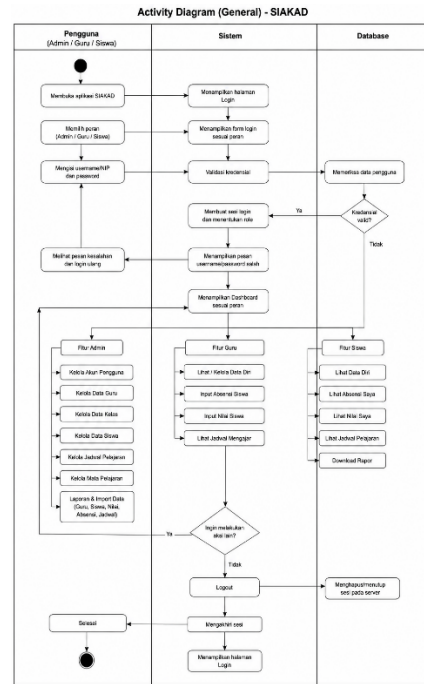 Activity Diagram (General) - SIAKAD
Pengguna
(Admin / Guru / Siswa)
Sistem
Database
Membuka aplikasi SIAKAD
Menampilkan halaman
Login
Memilih peran
(Admin / Guru / Siswa)
Menampilkan form login
sesuai peran
Mengisi username/NIP
dan password
Validasi kredensial
Memeriksa data pengguna
Membuat sesi login
dan menentukan role
Ya
Kredensial
valid?
Tidak
Melihat pesan kesalahan
dan login ulang
Menampilkan pesan
username/password salah
Menampilkan Dashboard
sesuai peran
Fitur Admin
Fitur Guru
Fitur Siswa
Kelola Akun Pengguna
Lihat / Kelola Data Diri
Lihat Data Diri
Kelola Data Guru
Input Absensi Siswa
Lihat Absensi Saya
Kelola Data Kelas
Input Nilai Siswa
Lihat Nilai Saya
Kelola Data Siswa
Lihat Jadwal Mengajar
Lihat Jadwal Pelajaran
Kelola Jadwal Pelajaran
Download Rapor
Kelola Mata Pelajaran
Laporan & Import Data
(Guru, Siswa, Nilai,
Absensi, Jadwal)
Ya
Ingin melakukan
aksi lain?
Tidak
Logout
Menghapus/menutup
sesi pada server
Selesai
Mengakhiri sesi
Menampilkan halaman
Login